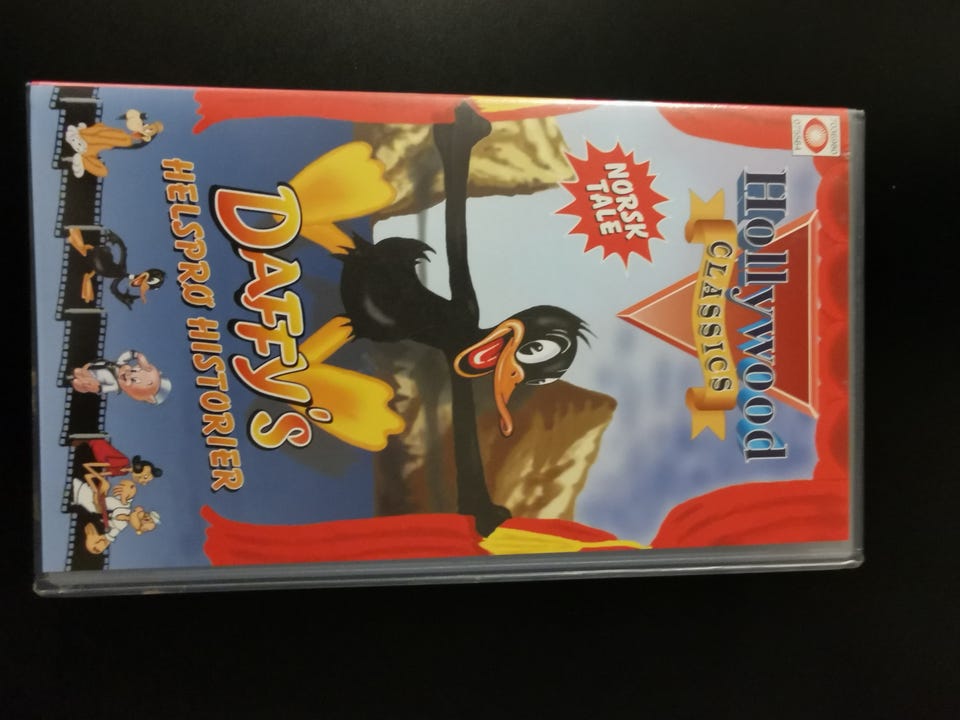 Hollywood
CLASSICS
NORSK
TALE
DAFFY'S
HELSPRØ HISTORIER